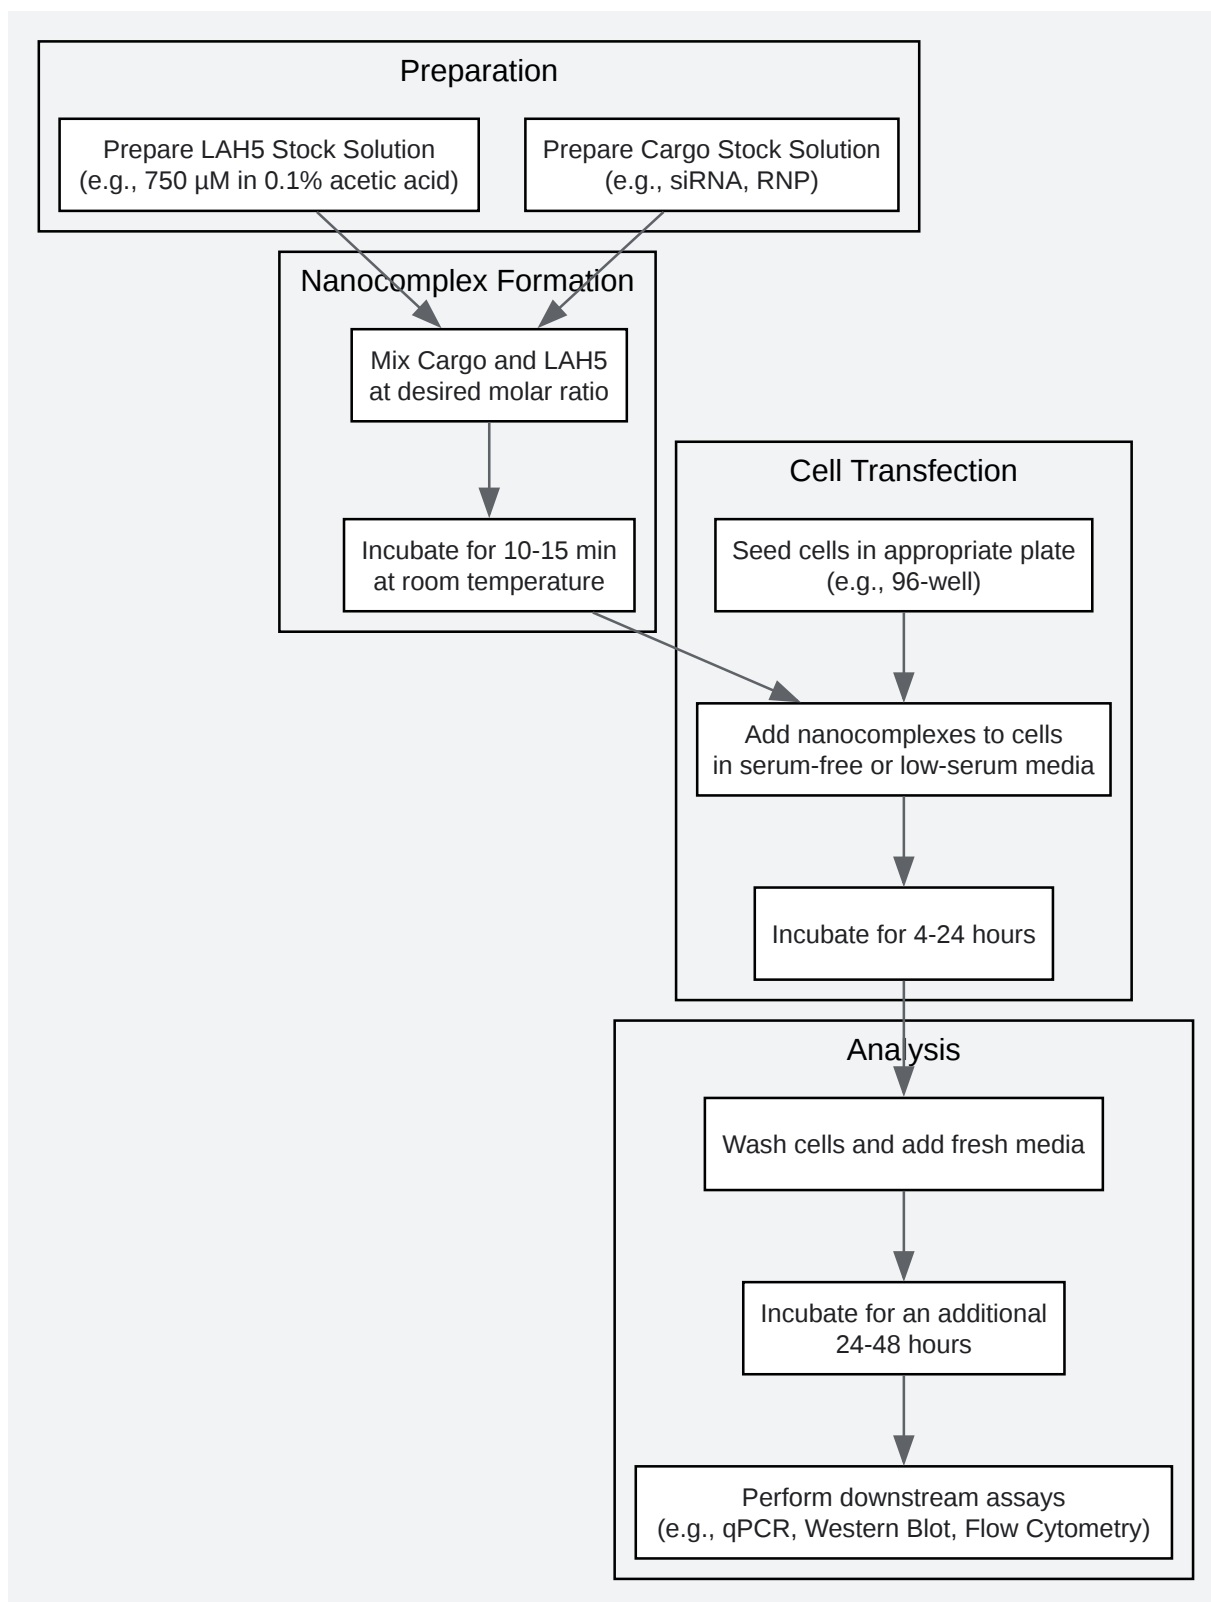 Preparation
Prepare LAH5 Stock Solution
(e.g., 750 µM in 0.1% acetic acid)
Prepare Cargo Stock Solution
(e.g., siRNA, RNP)
Nanocomplex Formation
Mix Cargo and LAH5
at desired molar ratio
Incubate for 10-15 min
at room temperature
Cell Transfection
Seed cells in appropriate plate
(e.g., 96-well)
Add nanocomplexes to cells
in serum-free or low-serum media
Incubate for 4-24 hours
Analysis
Wash cells and add fresh media
Incubate for an additional
24-48 hours
Perform downstream assays
(e.g., qPCR, Western Blot, Flow Cytometry)